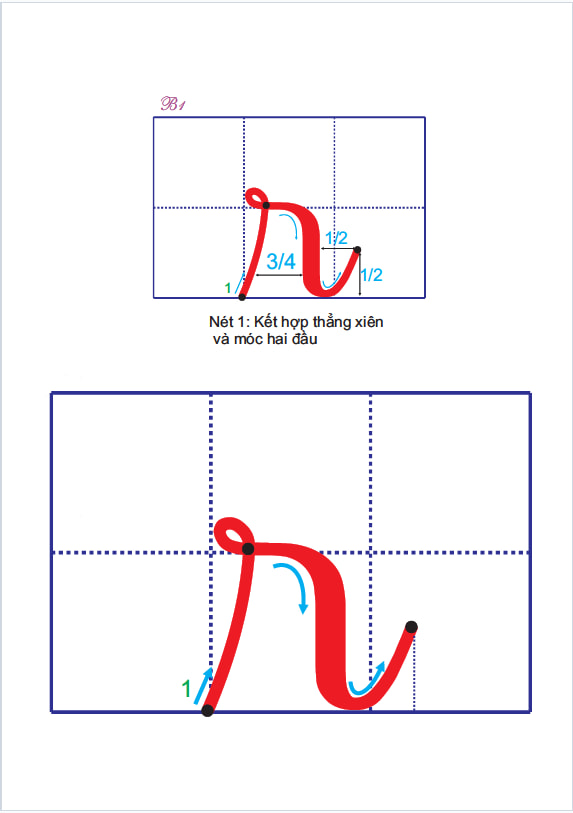 B1
1/2
3/4
1/2
1
Nét 1: Kết hợp thẳng xiên
và móc hai đầu
1